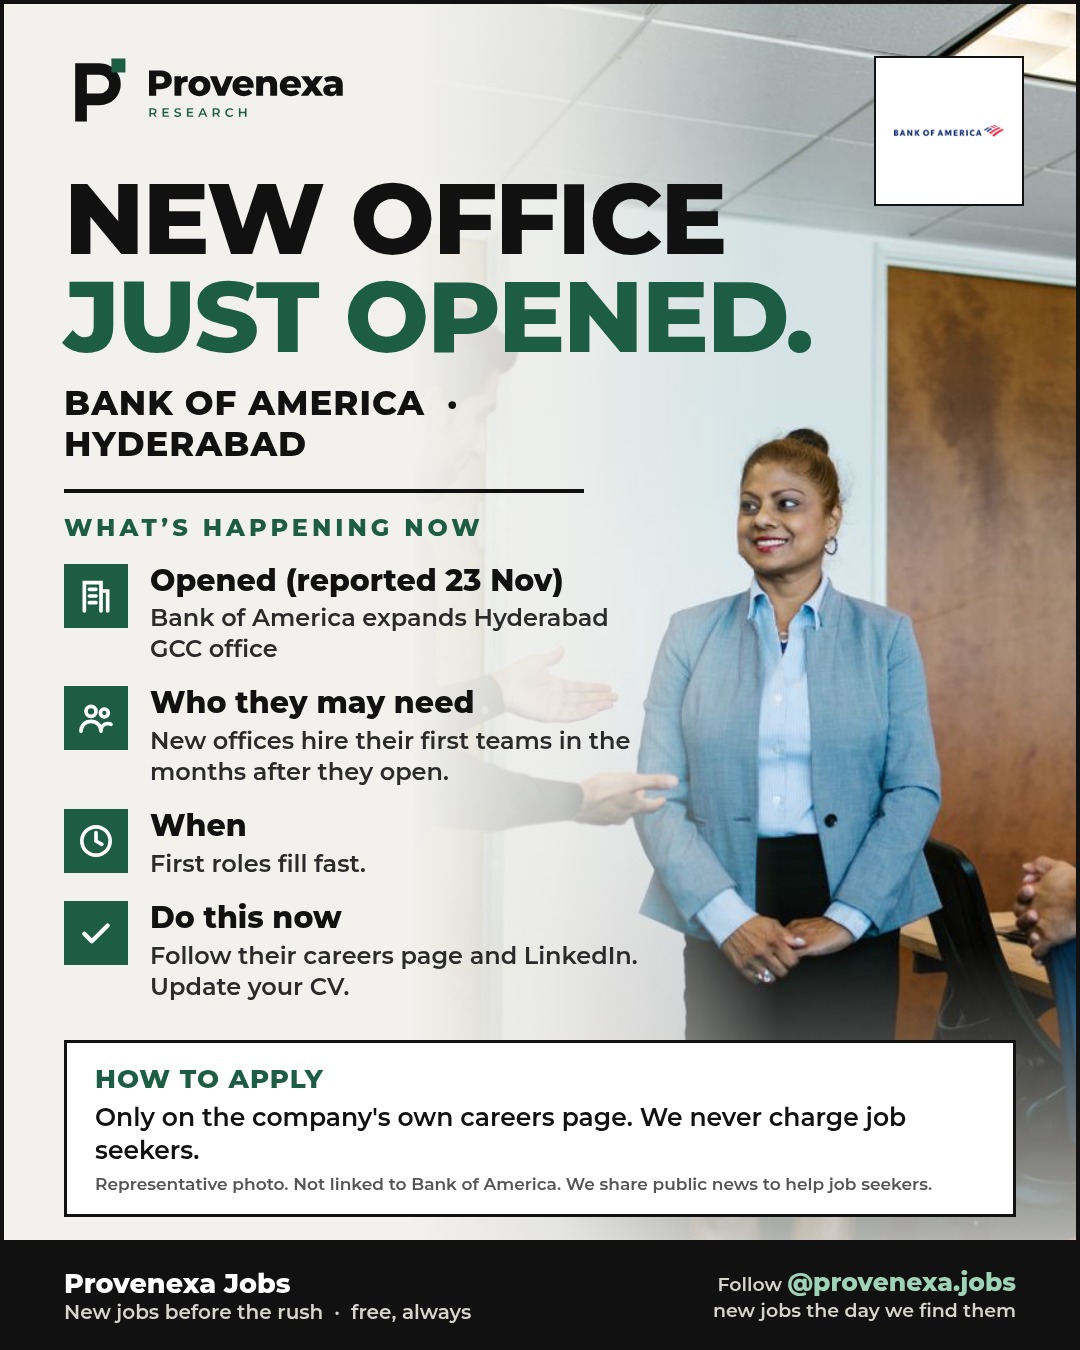 Provenexa
RESEARCH
BANK OF AMERICA
NEW OFFICE
JUST OPENED.
BANK OF AMERICA ·
HYDERABAD
WHAT’S HAPPENING NOW
Opened (reported 23 Nov)
Bank of America expands Hyderabad
GCC office
Who they may need
New offices hire their first teams in the
months after they open.
When
First roles fill fast.
Do this now
Follow their careers page and LinkedIn.
Update your CV.
HOW TO APPLY
Only on the company's own careers page. We never charge job
seekers.
Representative photo. Not linked to Bank of America. We share public news to help job seekers.
Provenexa Jobs
New jobs before the rush · free, always
Follow @provenexa.jobs
new jobs the day we find them